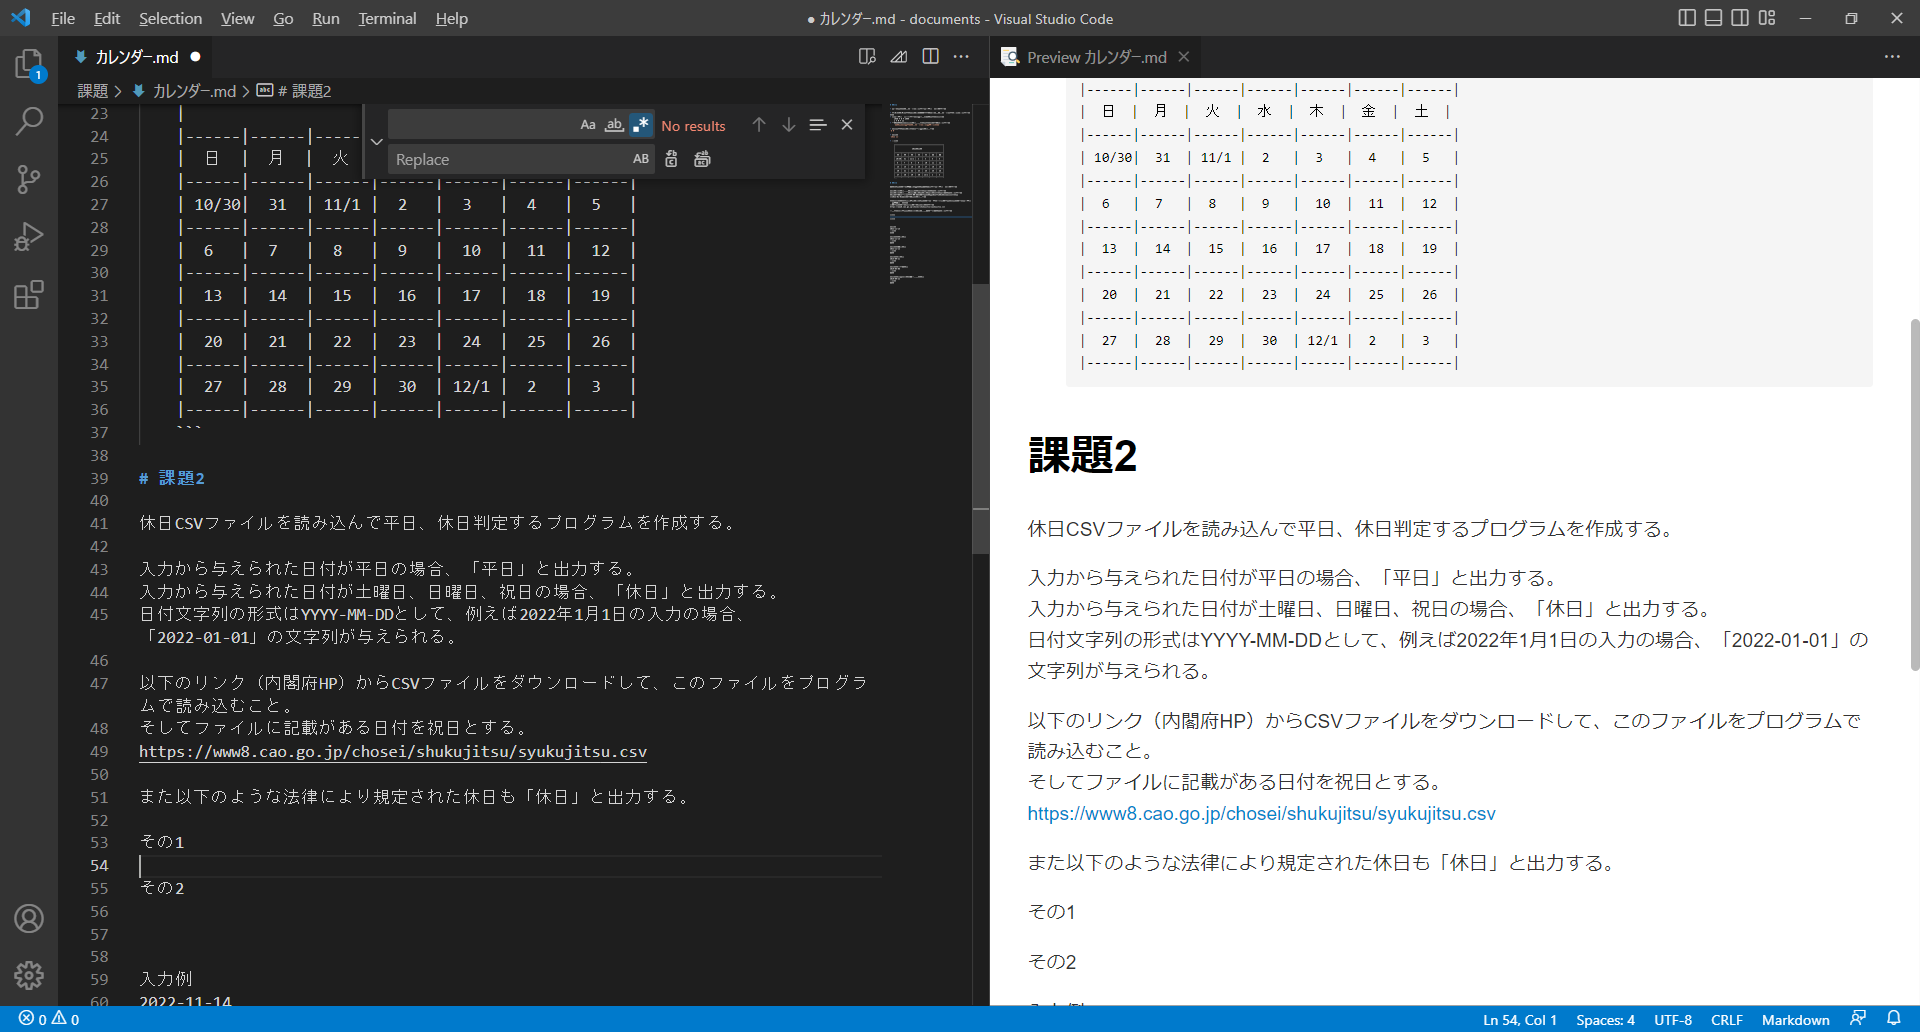 File Edit Selection View Go Run Terminal Help
● カレンダー.md - documents - Visual Studio Code
1
カレンダー.md ●
課題 > カレンダー.md > # 課題2
Aa ab .* No results
Replace AB
23 |
24 |------|------|------
25 | 日 | 月 | 火
26 |------|------|------|------|------|------|------|
27 | 10/30| 31 | 11/1 | 2 | 3 | 4 | 5 |
28 |------|------|------|------|------|------|------|
29 | 6 | 7 | 8 | 9 | 10 | 11 | 12 |
30 |------|------|------|------|------|------|------|
31 | 13 | 14 | 15 | 16 | 17 | 18 | 19 |
32 |------|------|------|------|------|------|------|
33 | 20 | 21 | 22 | 23 | 24 | 25 | 26 |
34 |------|------|------|------|------|------|------|
35 | 27 | 28 | 29 | 30 | 12/1 | 2 | 3 |
36 |------|------|------|------|------|------|------|
37 ```
38
39 # 課題2
40
41 休日CSVファイルを読み込んで平日、休日判定するプログラムを作成する。
42
43 入力から与えられた日付が平日の場合、「平日」と出力する。
44 入力から与えられた日付が土曜日、日曜日、祝日の場合、「休日」と出力する。
45 日付文字列の形式はYYYY-MM-DDとして、例えば2022年1月1日の入力の場合、
「2022-01-01」の文字列が与えられる。
46
47 以下のリンク（内閣府HP）からCSVファイルをダウンロードして、このファイルをプログラ
ムで読み込むこと。
48 そしてファイルに記載がある日付を祝日とする。
49 https://www8.cao.go.jp/chosei/shukujitsu/syukujitsu.csv
50
51 また以下のような法律により規定された休日も「休日」と出力する。
52
53 その1
54
55 その2
56
57
58
59 入力例
60 2022-11-14
Preview カレンダー.md
|------|------|------|------|------|------|------|
| 日 | 月 | 火 | 水 | 木 | 金 | 土 |
|------|------|------|------|------|------|------|
| 10/30| 31 | 11/1 | 2 | 3 | 4 | 5 |
|------|------|------|------|------|------|------|
| 6 | 7 | 8 | 9 | 10 | 11 | 12 |
|------|------|------|------|------|------|------|
| 13 | 14 | 15 | 16 | 17 | 18 | 19 |
|------|------|------|------|------|------|------|
| 20 | 21 | 22 | 23 | 24 | 25 | 26 |
|------|------|------|------|------|------|------|
| 27 | 28 | 29 | 30 | 12/1 | 2 | 3 |
|------|------|------|------|------|------|------|
課題2
休日CSVファイルを読み込んで平日、休日判定するプログラムを作成する。
入力から与えられた日付が平日の場合、「平日」と出力する。
入力から与えられた日付が土曜日、日曜日、祝日の場合、「休日」と出力する。
日付文字列の形式はYYYY-MM-DDとして、例えば2022年1月1日の入力の場合、「2022-01-01」の
文字列が与えられる。
以下のリンク（内閣府HP）からCSVファイルをダウンロードして、このファイルをプログラムで
読み込むこと。
そしてファイルに記載がある日付を祝日とする。
https://www8.cao.go.jp/chosei/shukujitsu/syukujitsu.csv
また以下のような法律により規定された休日も「休日」と出力する。
その1
その2
0 0
Ln 54, Col 1 Spaces: 4 UTF-8 CRLF Markdown